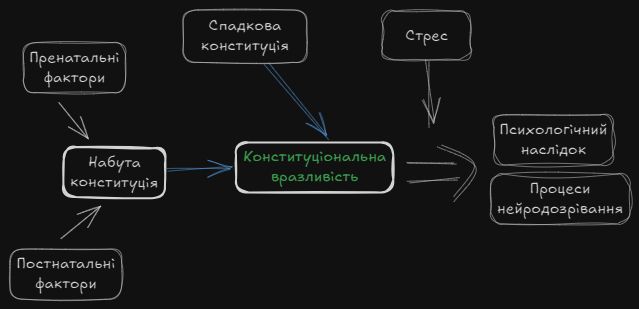 Спадкова
конституція
Стрес
Пренатальні
фактори
Набута
конституція
Конституціональна
вразливість
Психологічний
наслідок
Процеси
нейродозрівання
Постнатальні
фактори